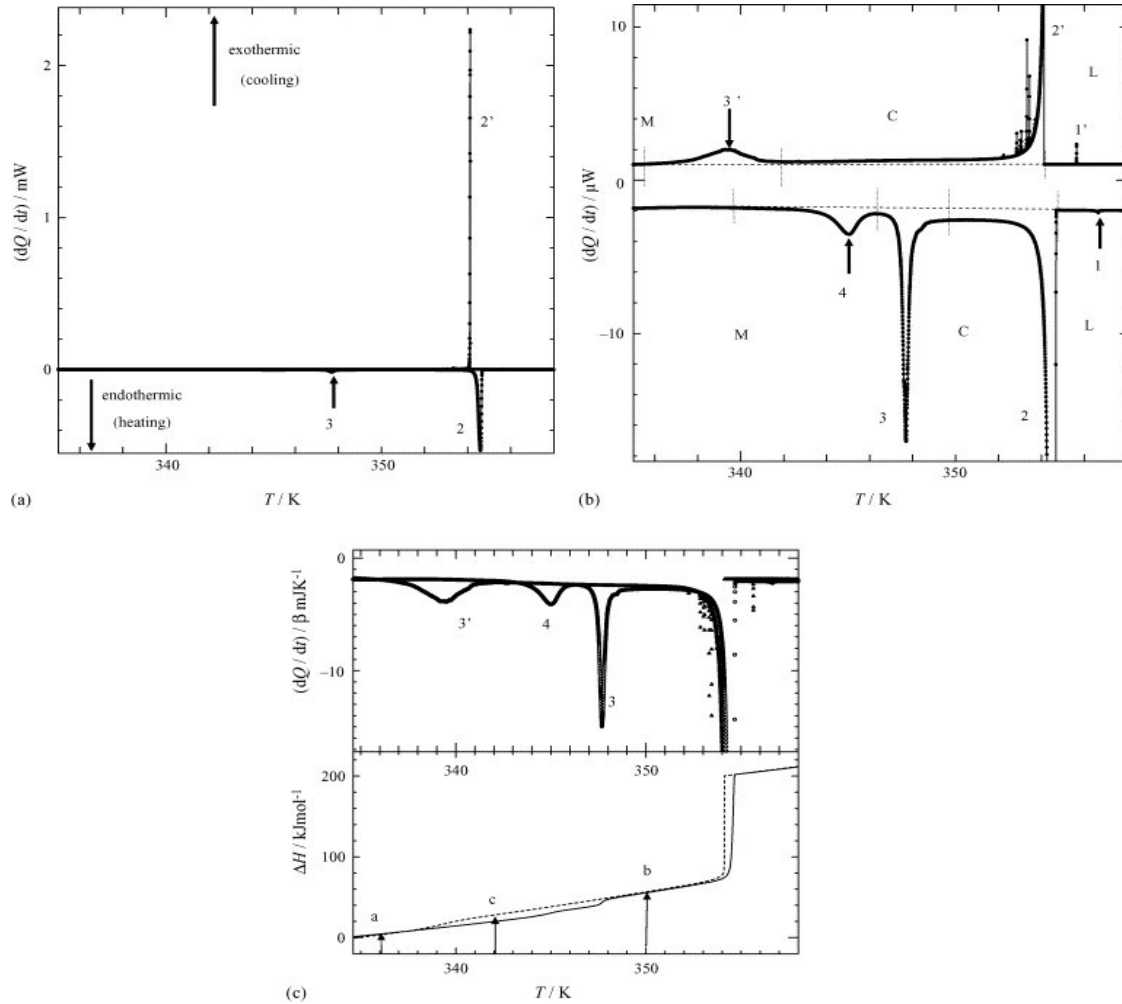 (dQ / dt) / mW
2
0
exothermic
(cooling)
2'
endothermic
(heating)
3
2
340
350
(a)
T / K
(dQ / dt) / μW
10
0
−10
M
3 '
C
2'
L
1'
4
M
3
C
2
1
L
340
350
(b)
T / K
(dQ / dt) / β mJK⁻¹
0
−10
3'
4
3
340
350
ΔH / kJmol⁻¹
200
100
0
a
c
b
340
350
(c)
T / K